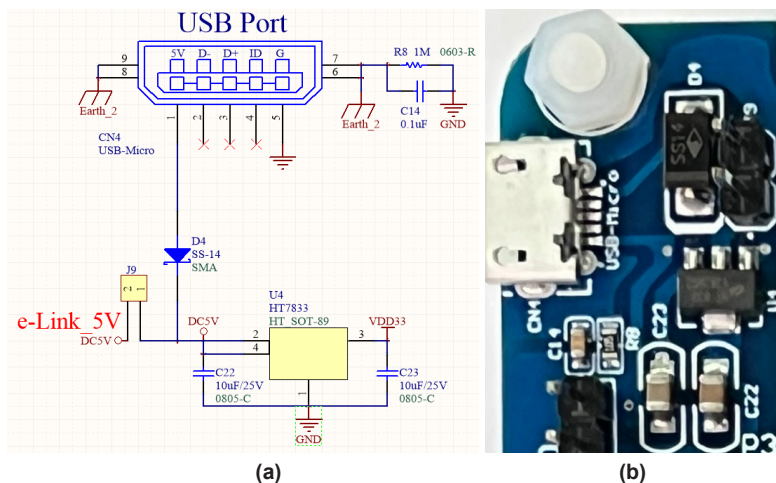 USB Port
5V D- D+ ID G
9
8
7
6
R8 1M
0603-R
C14
0.1uF
GND
Earth_2
Earth_2
1
2
3
4
5
CN4
USB-Micro
D4
SS-14
SMA
J9
2
1
e-Link_5V
DC5V
DC5V
U4
HT7833
HT_SOT-89
2
4
3
1
VDD33
C22
10uF/25V
0805-C
C23
10uF/25V
0805-C
GND
(a)
D4
SS14
USB-Micro
CN4
C14
R8
C23
C22
(b)